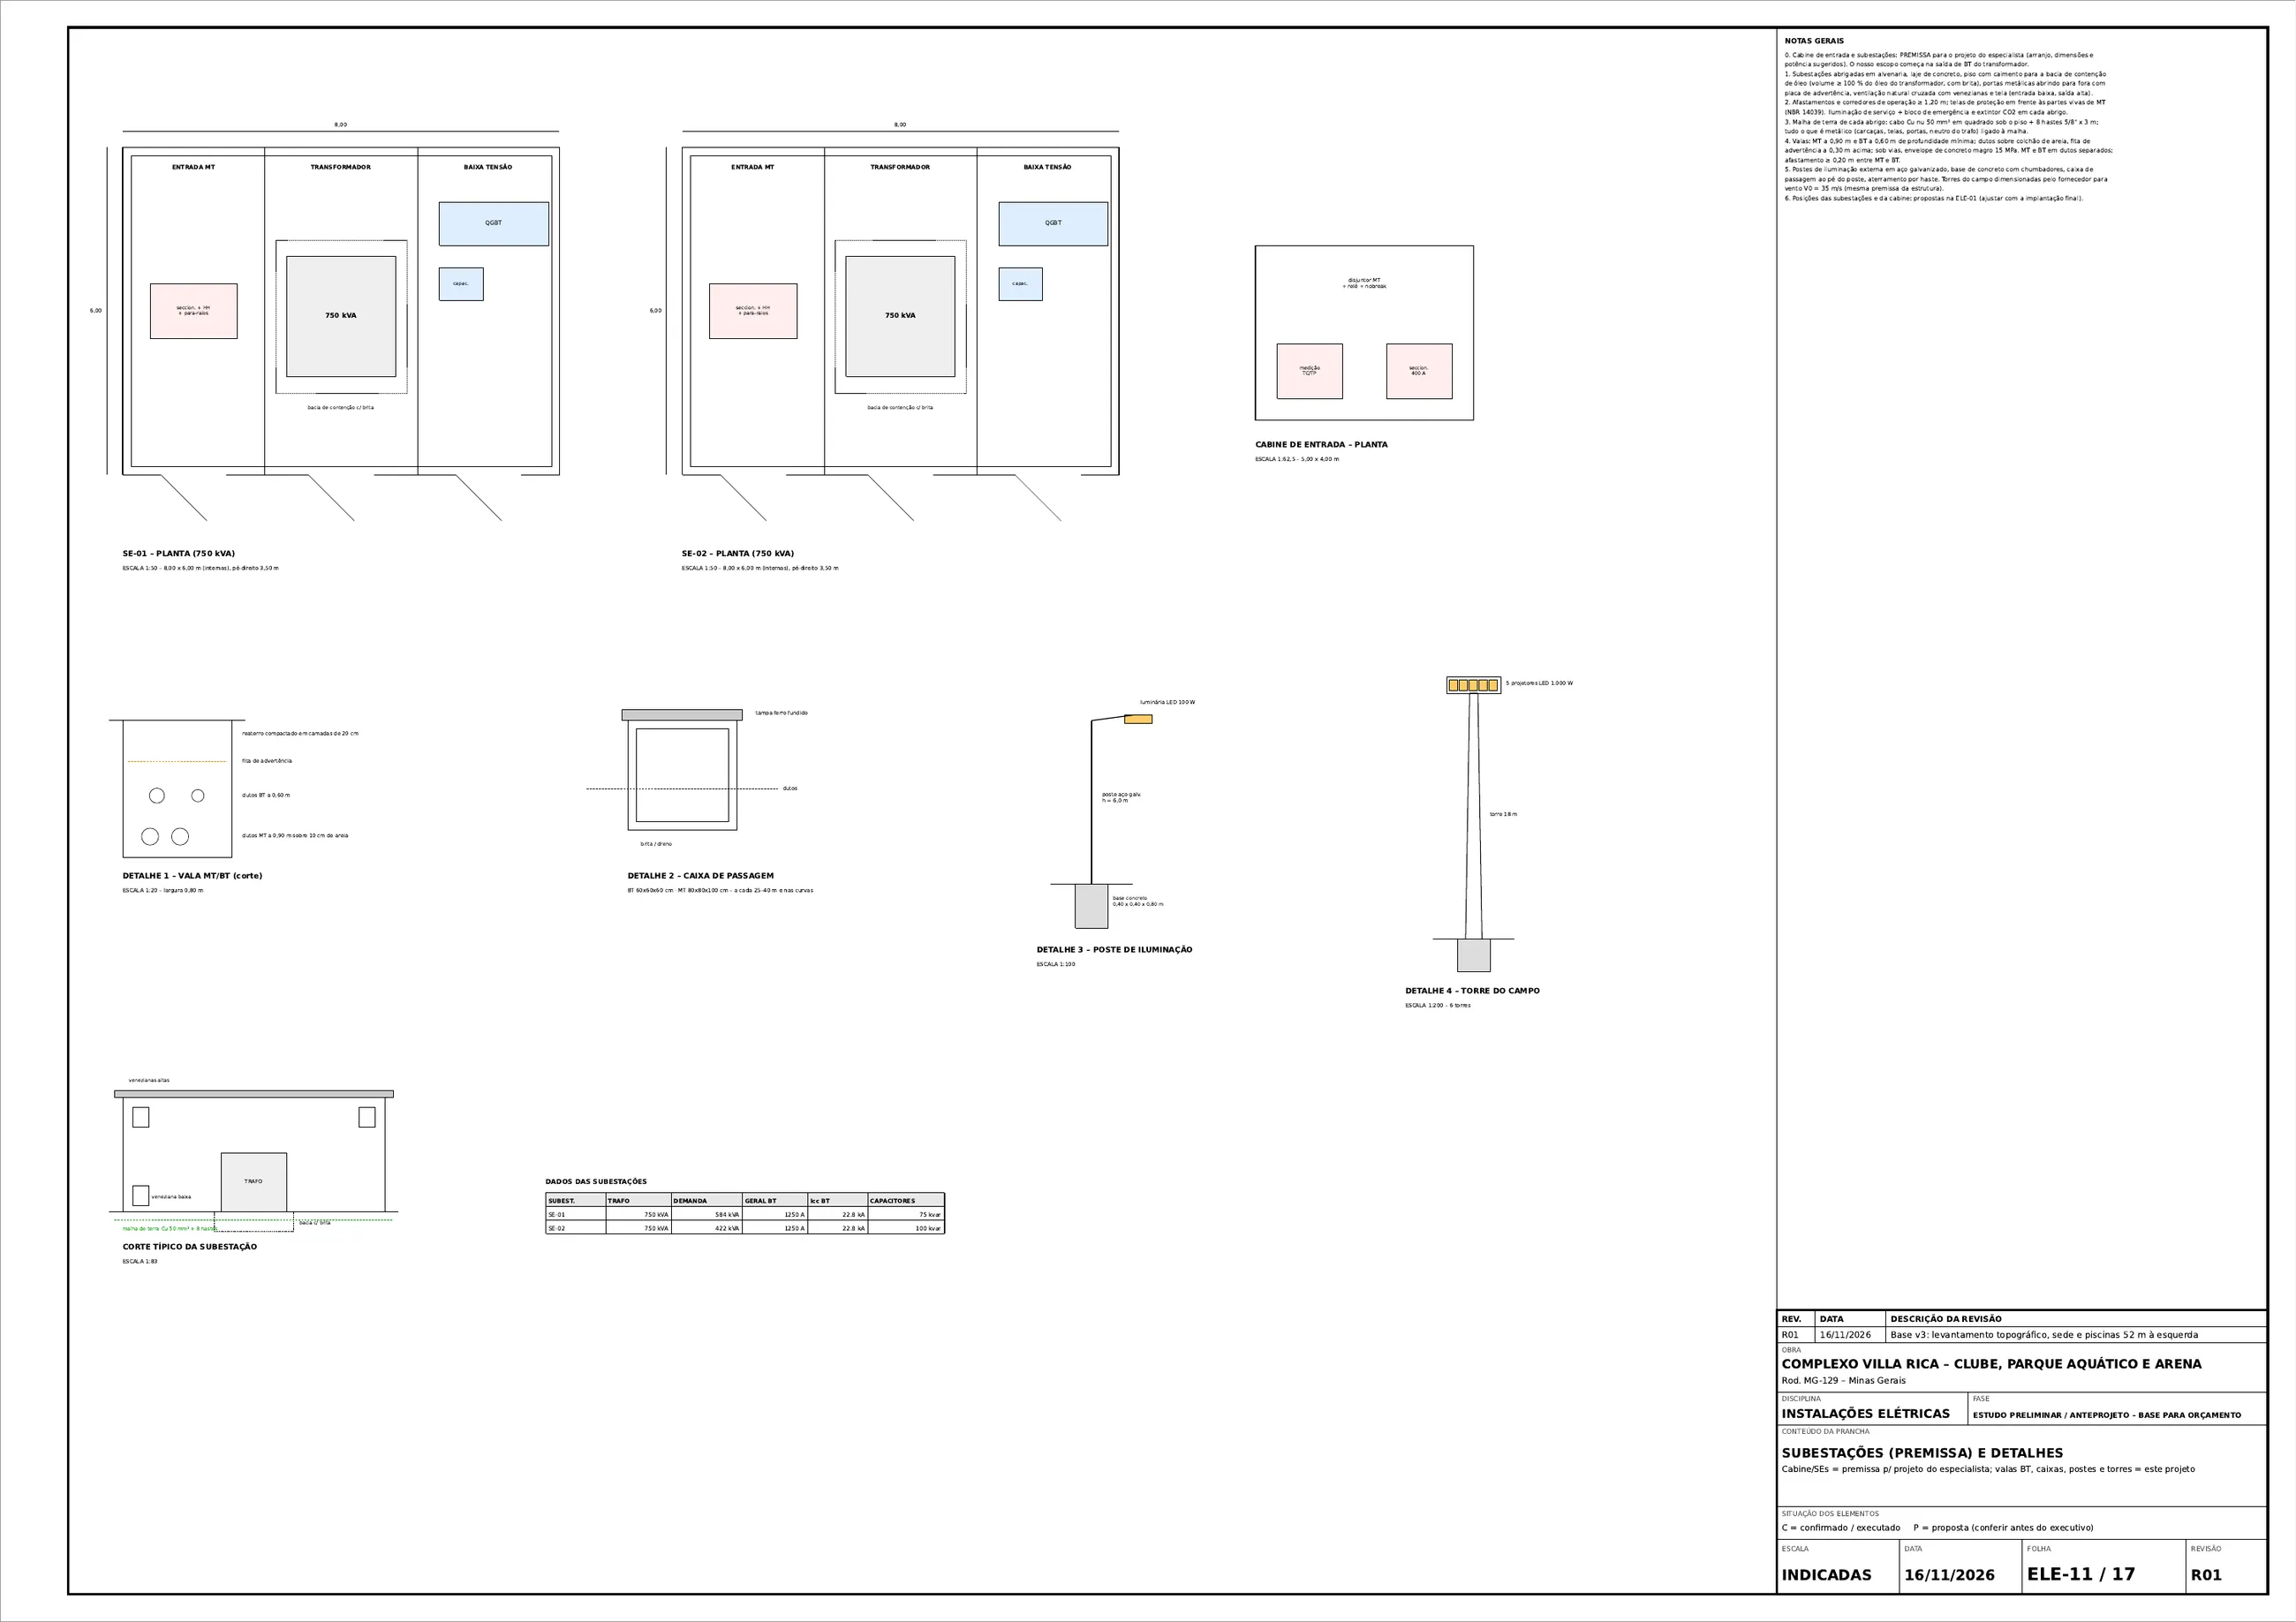 8,00
6,00
ENTRADA MT
TRANSFORMADOR
BAIXA TENSÃO
QGBT
capac.
seccion. + HH
+ para-raios
750 kVA
bacia de contenção c/ brita
SE-01 – PLANTA (750 kVA)
ESCALA 1:50 - 8,00 x 6,00 m (internas), pé-direito 3,50 m
8,00
6,00
ENTRADA MT
TRANSFORMADOR
BAIXA TENSÃO
QGBT
capac.
seccion. + HH
+ para-raios
750 kVA
bacia de contenção c/ brita
SE-02 – PLANTA (750 kVA)
ESCALA 1:50 - 8,00 x 6,00 m (internas), pé-direito 3,50 m
disjuntor MT
+ relé + nobreak
medição
TC/TP
seccion.
400 A
CABINE DE ENTRADA – PLANTA
ESCALA 1:62,5 - 5,00 x 4,00 m
reaterro compactado em camadas de 20 cm
fita de advertência
dutos BT a 0,60 m
dutos MT a 0,90 m sobre 10 cm de areia
DETALHE 1 – VALA MT/BT (corte)
ESCALA 1:20 - largura 0,80 m
tampa ferro fundido
dutos
brita / dreno
DETALHE 2 – CAIXA DE PASSAGEM
BT 60x60x60 cm · MT 80x80x100 cm - a cada 25-40 m e nas curvas
luminária LED 100 W
poste aço galv.
h = 6,0 m
base concreto
0,40 x 0,40 x 0,80 m
DETALHE 3 – POSTE DE ILUMINAÇÃO
ESCALA 1:100
5 projetores LED 1.000 W
torre 18 m
DETALHE 4 – TORRE DO CAMPO
ESCALA 1:200 - 6 torres
venezianas altas
TRAFO
veneziana baixa
malha de terra Cu 50 mm² + 8 hastes
bacia c/ brita
CORTE TÍPICO DA SUBESTAÇÃO
ESCALA 1:83
DADOS DAS SUBESTAÇÕES
SUBEST. TRAFO DEMANDA GERAL BT Icc BT CAPACITORES
SE-01 750 kVA 584 kVA 1250 A 22.8 kA 75 kvar
SE-02 750 kVA 422 kVA 1250 A 22.8 kA 100 kvar
NOTAS GERAIS
0. Cabine de entrada e subestações: PREMISSA para o projeto do especialista (arranjo, dimensões e
potência sugeridos). O nosso escopo começa na saída de BT do transformador.
1. Subestações abrigadas em alvenaria, laje de concreto, piso com caimento para a bacia de contenção
de óleo (volume ≥ 100 % do óleo do transformador, com brita), portas metálicas abrindo para fora com
placa de advertência, ventilação natural cruzada com venezianas e tela (entrada baixa, saída alta).
2. Afastamentos e corredores de operação ≥ 1,20 m; telas de proteção em frente às partes vivas de MT
(NBR 14039). Iluminação de serviço + bloco de emergência e extintor CO2 em cada abrigo.
3. Malha de terra de cada abrigo: cabo Cu nu 50 mm² em quadrado sob o piso + 8 hastes 5/8" x 3 m;
tudo o que é metálico (carcaças, telas, portas, neutro do trafo) ligado à malha.
4. Valas: MT a 0,90 m e BT a 0,60 m de profundidade mínima; dutos sobre colchão de areia, fita de
advertência a 0,30 m acima; sob vias, envelope de concreto magro 15 MPa. MT e BT em dutos separados;
afastamento ≥ 0,20 m entre MT e BT.
5. Postes de iluminação externa em aço galvanizado, base de concreto com chumbadores, caixa de
passagem ao pé do poste, aterramento por haste. Torres do campo dimensionadas pelo fornecedor para
vento V0 = 35 m/s (mesma premissa da estrutura).
6. Posições das subestações e da cabine: propostas na ELE-01 (ajustar com a implantação final).
REV. DATA DESCRIÇÃO DA REVISÃO
R01 16/11/2026 Base v3: levantamento topográfico, sede e piscinas 52 m à esquerda
OBRA
COMPLEXO VILLA RICA – CLUBE, PARQUE AQUÁTICO E ARENA
Rod. MG-129 – Minas Gerais
DISCIPLINA
INSTALAÇÕES ELÉTRICAS
FASE
ESTUDO PRELIMINAR / ANTEPROJETO – BASE PARA ORÇAMENTO
CONTEÚDO DA PRANCHA
SUBESTAÇÕES (PREMISSA) E DETALHES
Cabine/SEs = premissa p/ projeto do especialista; valas BT, caixas, postes e torres = este projeto
SITUAÇÃO DOS ELEMENTOS
C = confirmado / executado P = proposta (conferir antes do executivo)
ESCALA
INDICADAS
DATA
16/11/2026
FOLHA
ELE-11 / 17
REVISÃO
R01